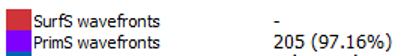 SurfS wavefronts -
PrimS wavefronts 205 (97.16%)